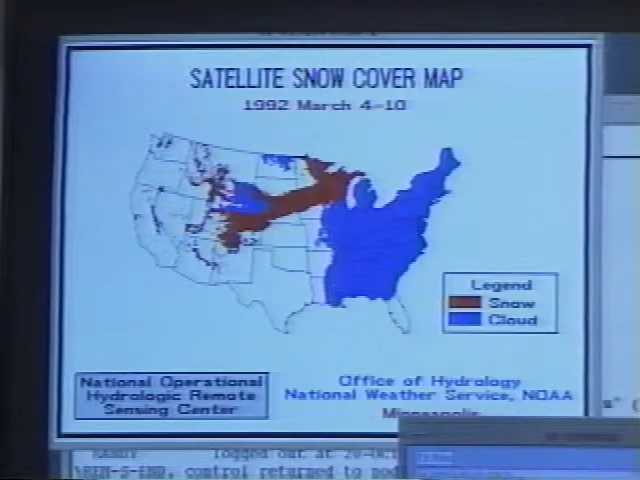 SATELLITE SNOW COVER MAP
1992 March 4-10
Legend
Snow
Cloud
National Operational
Hydrologic Remote
Sensing Center
Office of Hydrology
National Weather Service, NOAA
Minneapolis
RANDY logged out at
control returned to